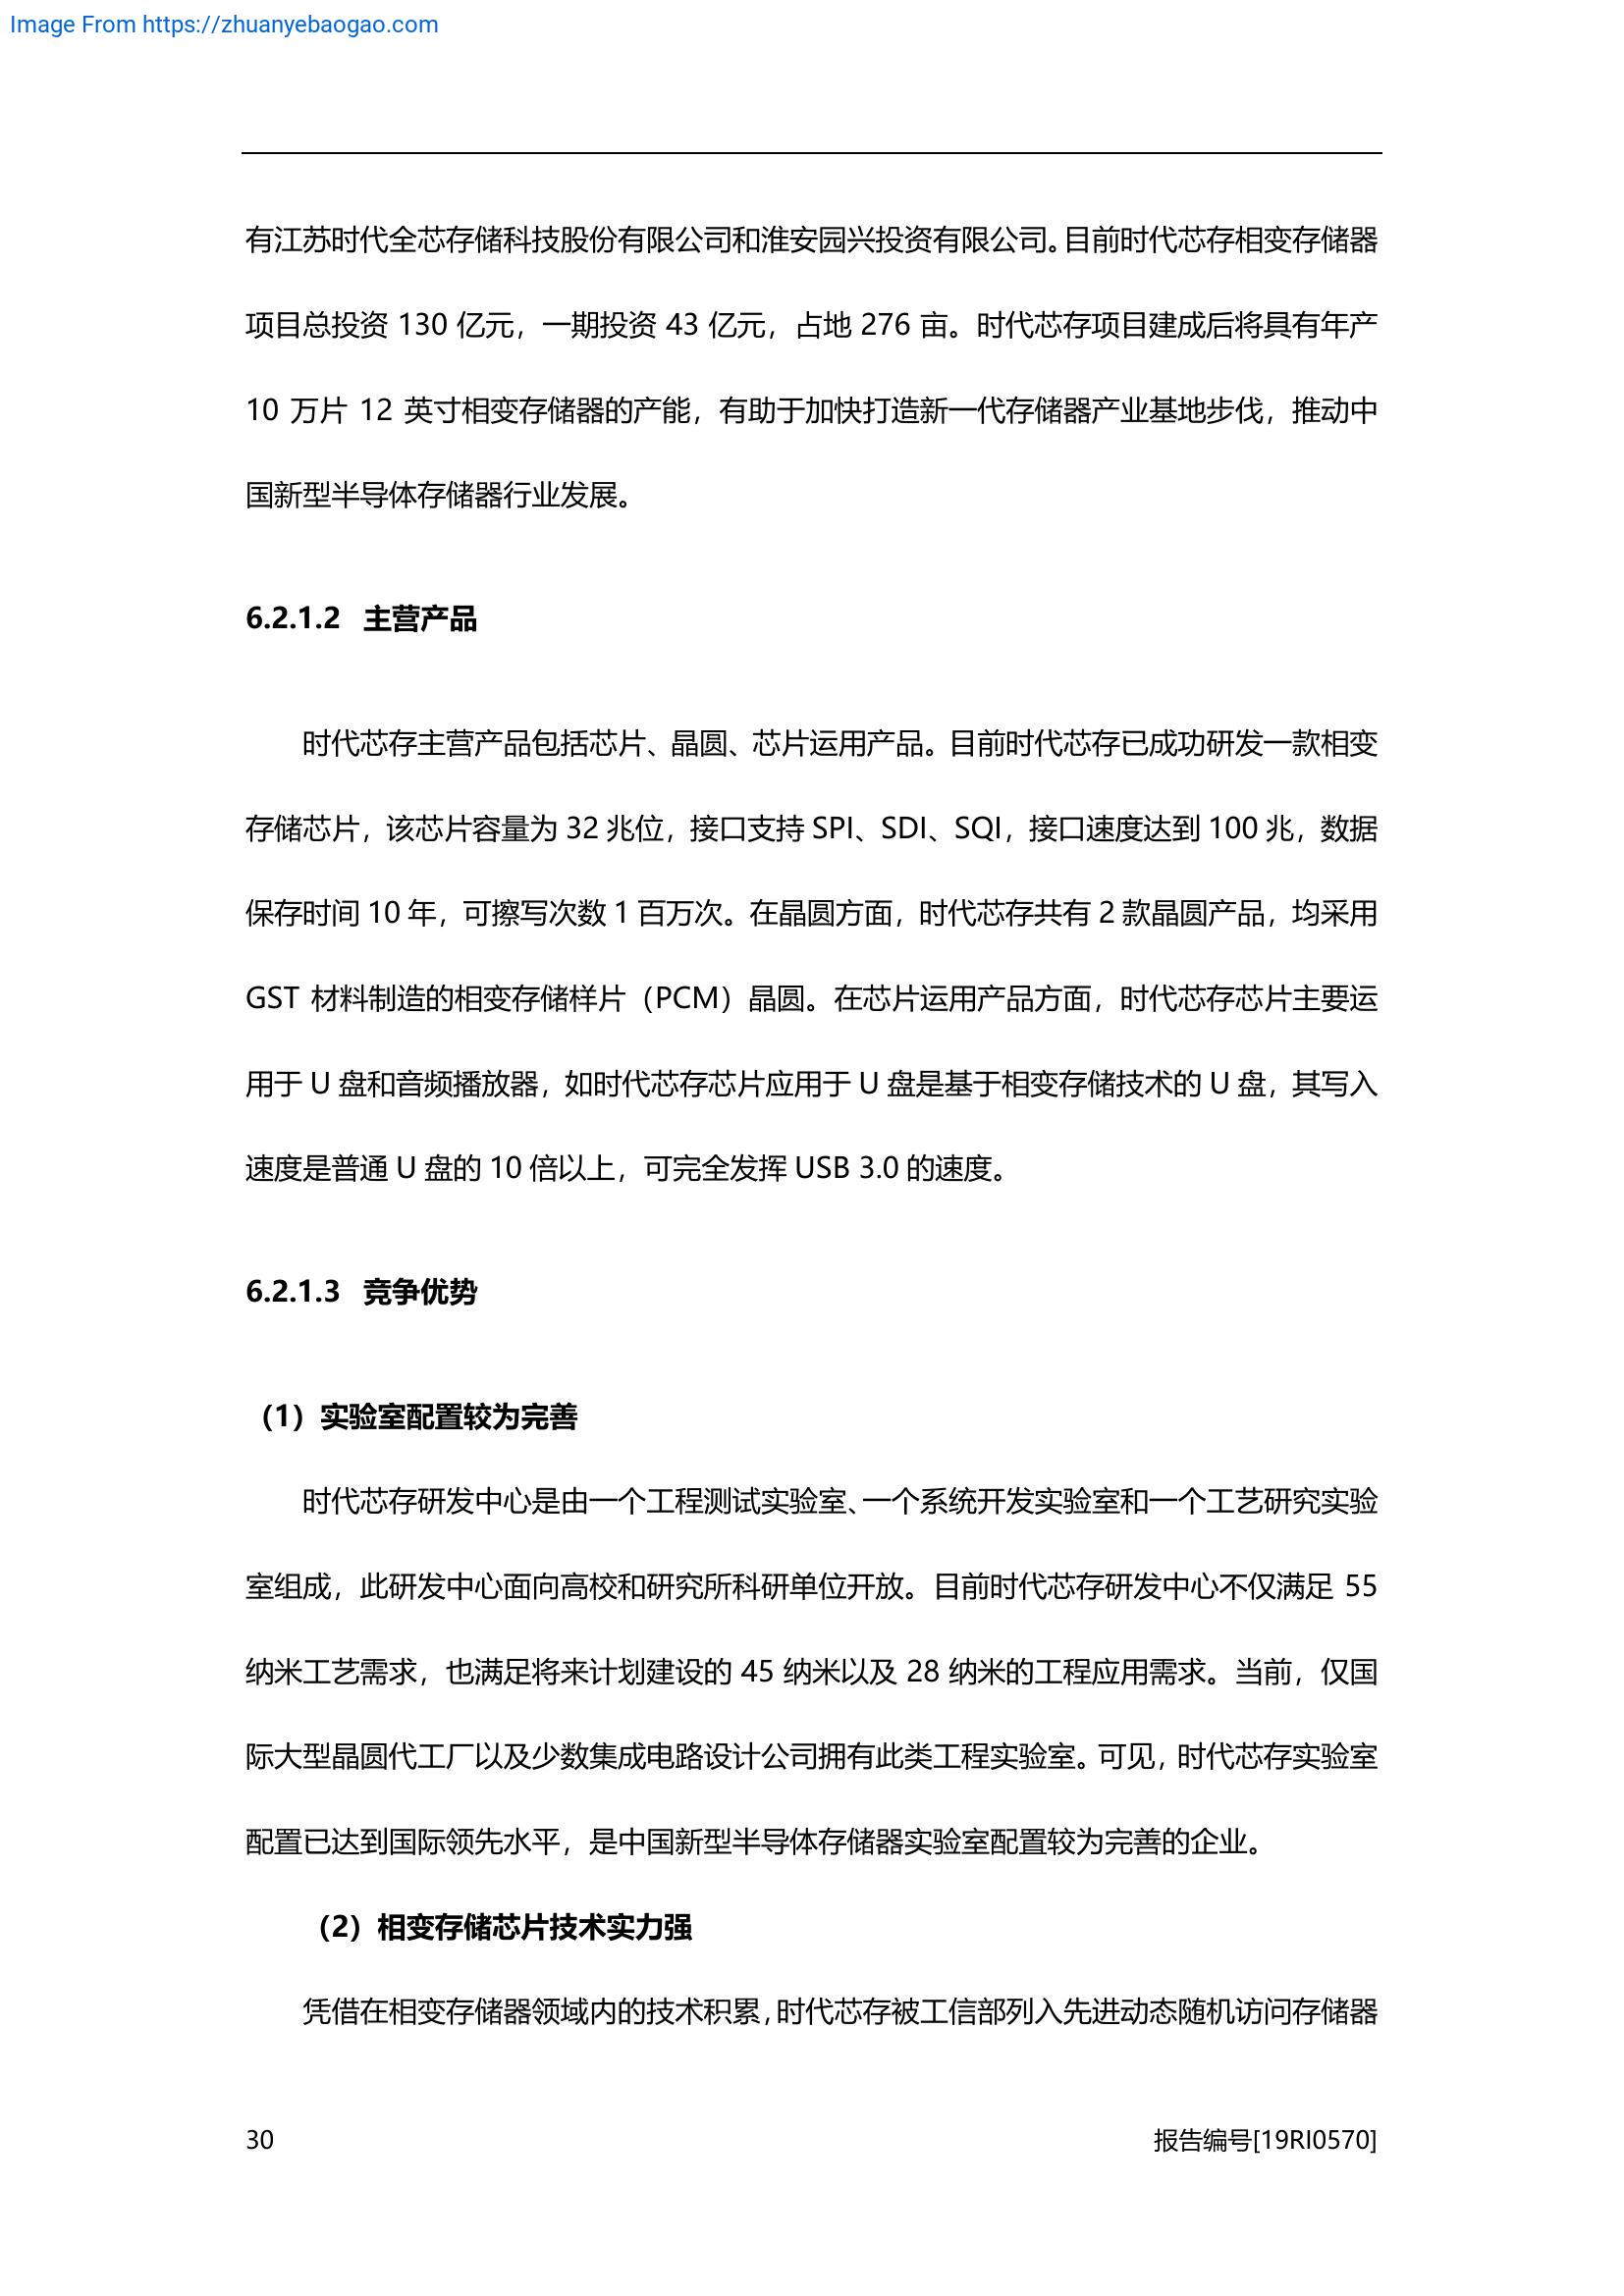 Image From https://zhuanyebaogao.com
有江苏时代全芯存储科技股份有限公司和淮安园兴投资有限公司。目前时代芯存相变存储器
项目总投资 130 亿元，一期投资 43 亿元，占地 276 亩。时代芯存项目建成后将具有年产
10 万片 12 英寸相变存储器的产能，有助于加快打造新一代存储器产业基地步伐，推动中
国新型半导体存储器行业发展。
6.2.1.2 主营产品
时代芯存主营产品包括芯片、晶圆、芯片运用产品。目前时代芯存已成功研发一款相变
存储芯片，该芯片容量为 32 兆位，接口支持 SPI、SDI、SQI，接口速度达到 100 兆，数据
保存时间 10 年，可擦写次数 1 百万次。在晶圆方面，时代芯存共有 2 款晶圆产品，均采用
GST 材料制造的相变存储样片（PCM）晶圆。在芯片运用产品方面，时代芯存芯片主要运
用于 U 盘和音频播放器，如时代芯存芯片应用于 U 盘是基于相变存储技术的 U 盘，其写入
速度是普通 U 盘的 10 倍以上，可完全发挥 USB 3.0 的速度。
6.2.1.3 竞争优势
（1）实验室配置较为完善
时代芯存研发中心是由一个工程测试实验室、一个系统开发实验室和一个工艺研究实验
室组成，此研发中心面向高校和研究所科研单位开放。目前时代芯存研发中心不仅满足 55
纳米工艺需求，也满足将来计划建设的 45 纳米以及 28 纳米的工程应用需求。当前，仅国
际大型晶圆代工厂以及少数集成电路设计公司拥有此类工程实验室。可见，时代芯存实验室
配置已达到国际领先水平，是中国新型半导体存储器实验室配置较为完善的企业。
（2）相变存储芯片技术实力强
凭借在相变存储器领域内的技术积累，时代芯存被工信部列入先进动态随机访问存储器
30
报告编号[19RI0570]